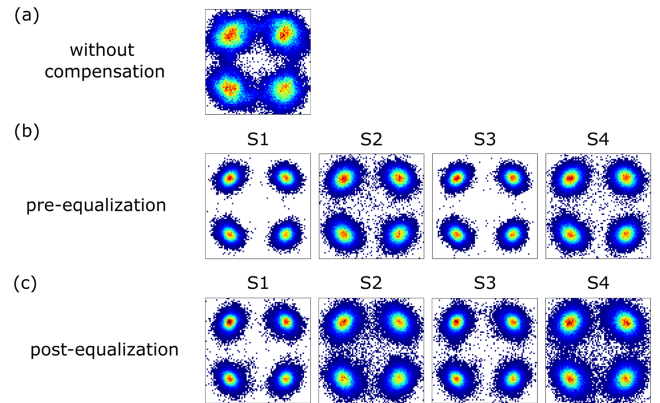 (a)
without
compensation
(b)
S1 S2 S3 S4
pre-equalization
(c)
S1 S2 S3 S4
post-equalization